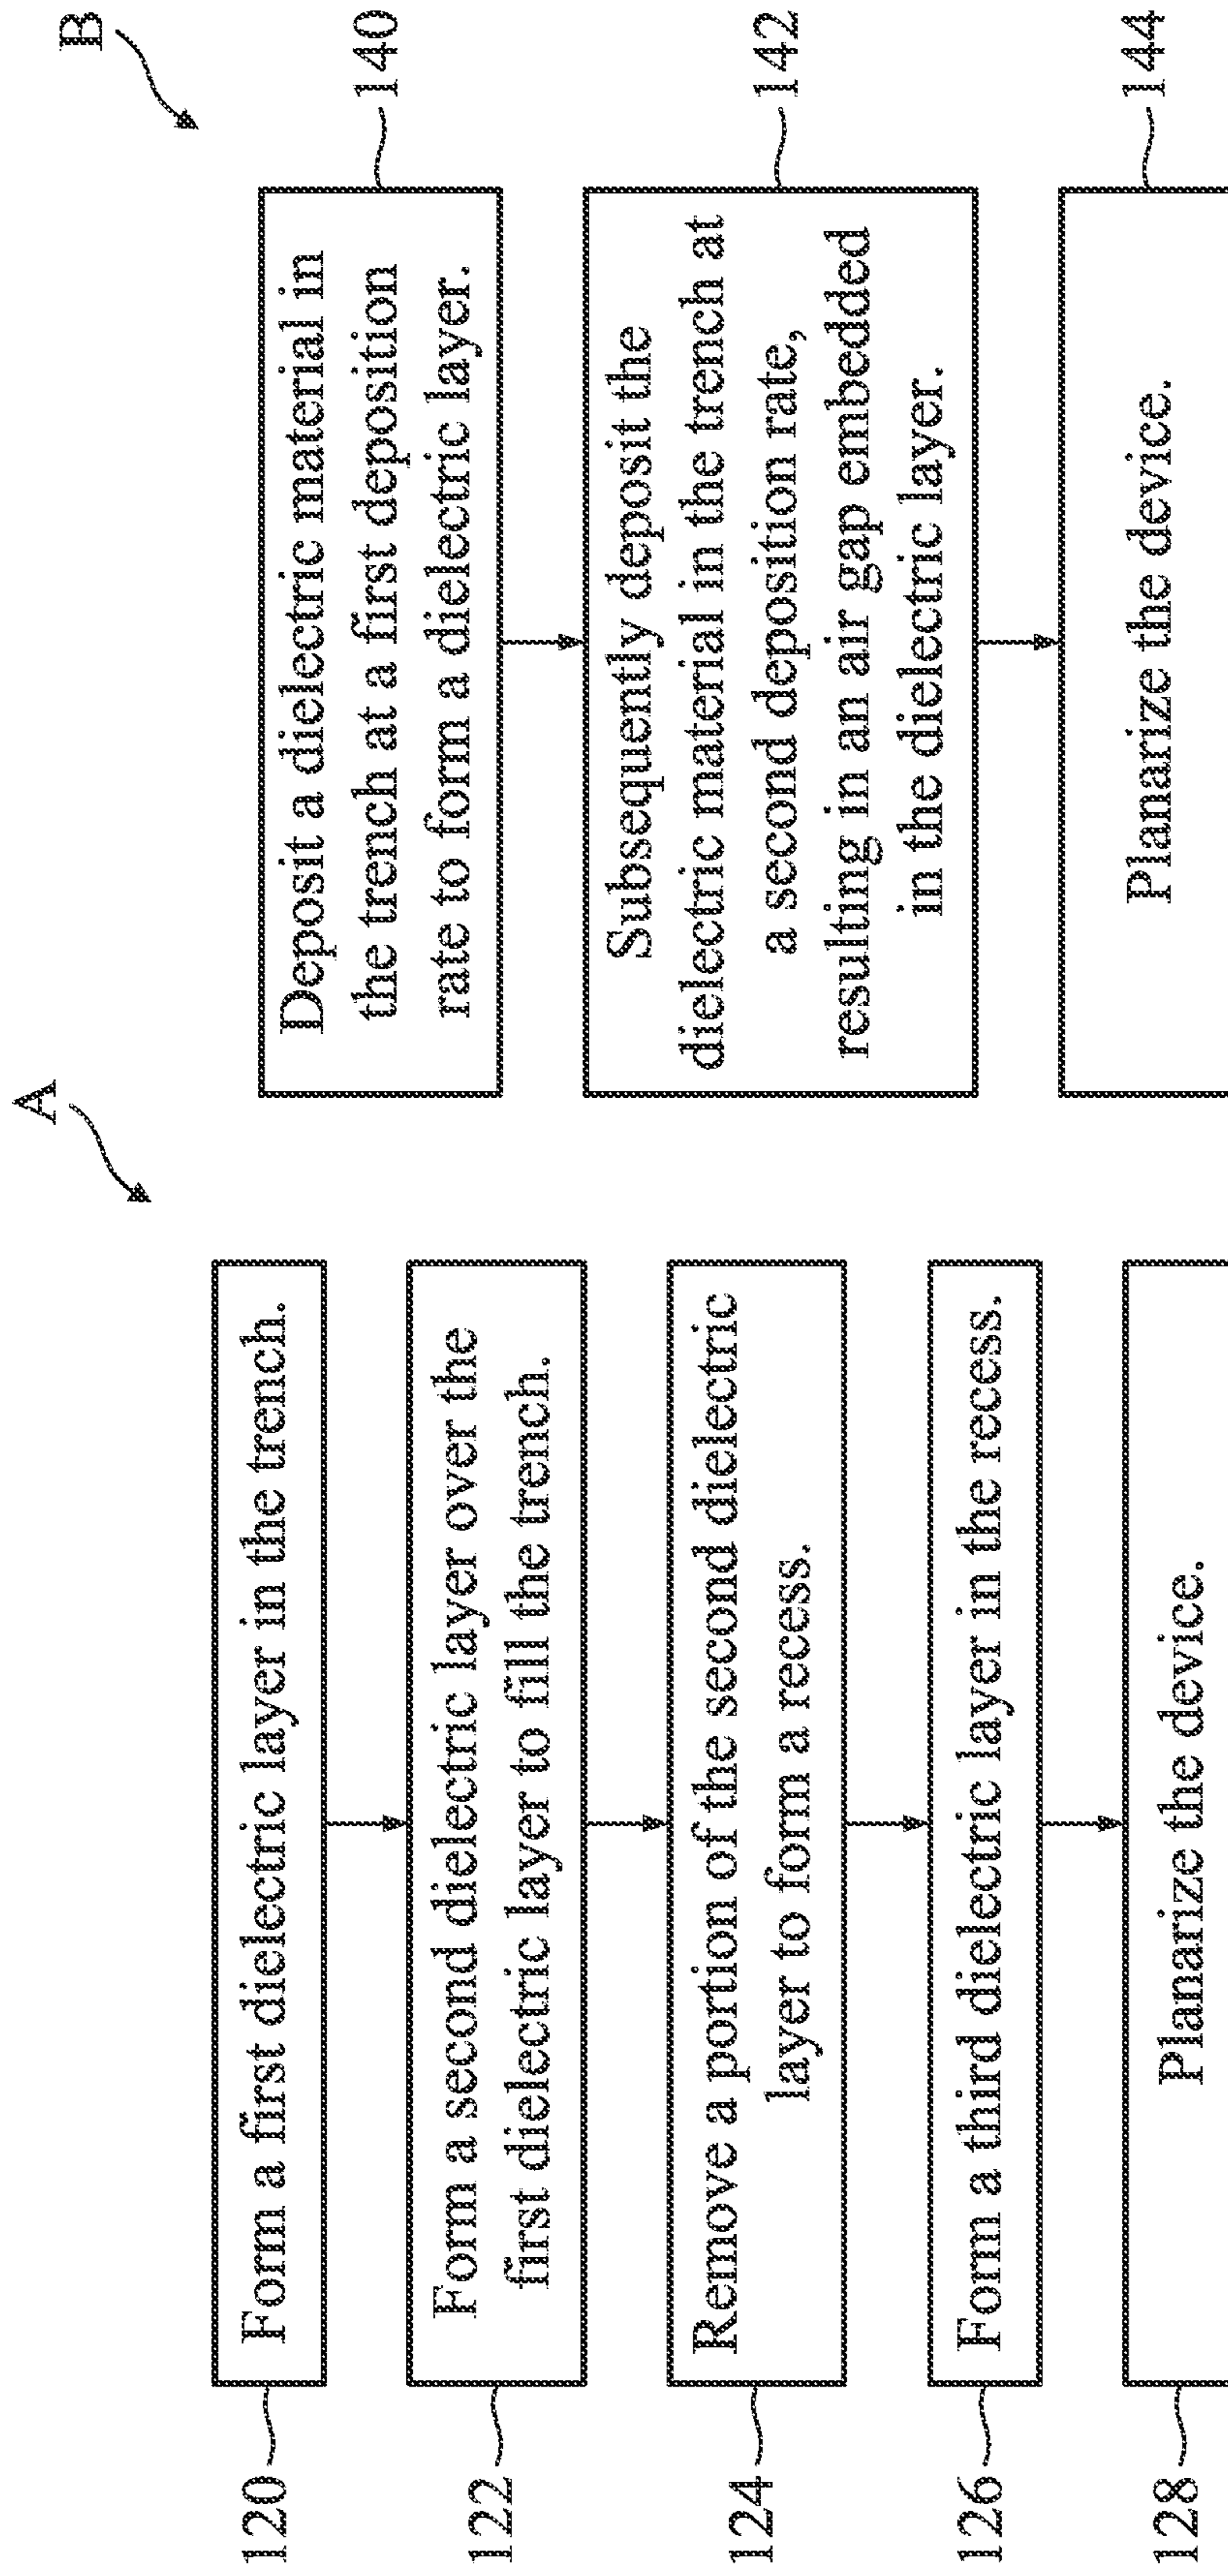 A
120
Form a first dielectric layer in the trench.
122
Form a second dielectric layer over the
first dielectric layer to fill the trench.
124
Remove a portion of the second dielectric
layer to form a recess.
126
Form a third dielectric layer in the recess.
128
Planarize the device.
B
Deposit a dielectric material in
the trench at a first deposition
rate to form a dielectric layer.
140
Subsequently deposit the
dielectric material in the trench at
a second deposition rate,
resulting in an air gap embedded
in the dielectric layer.
142
Planarize the device.
144